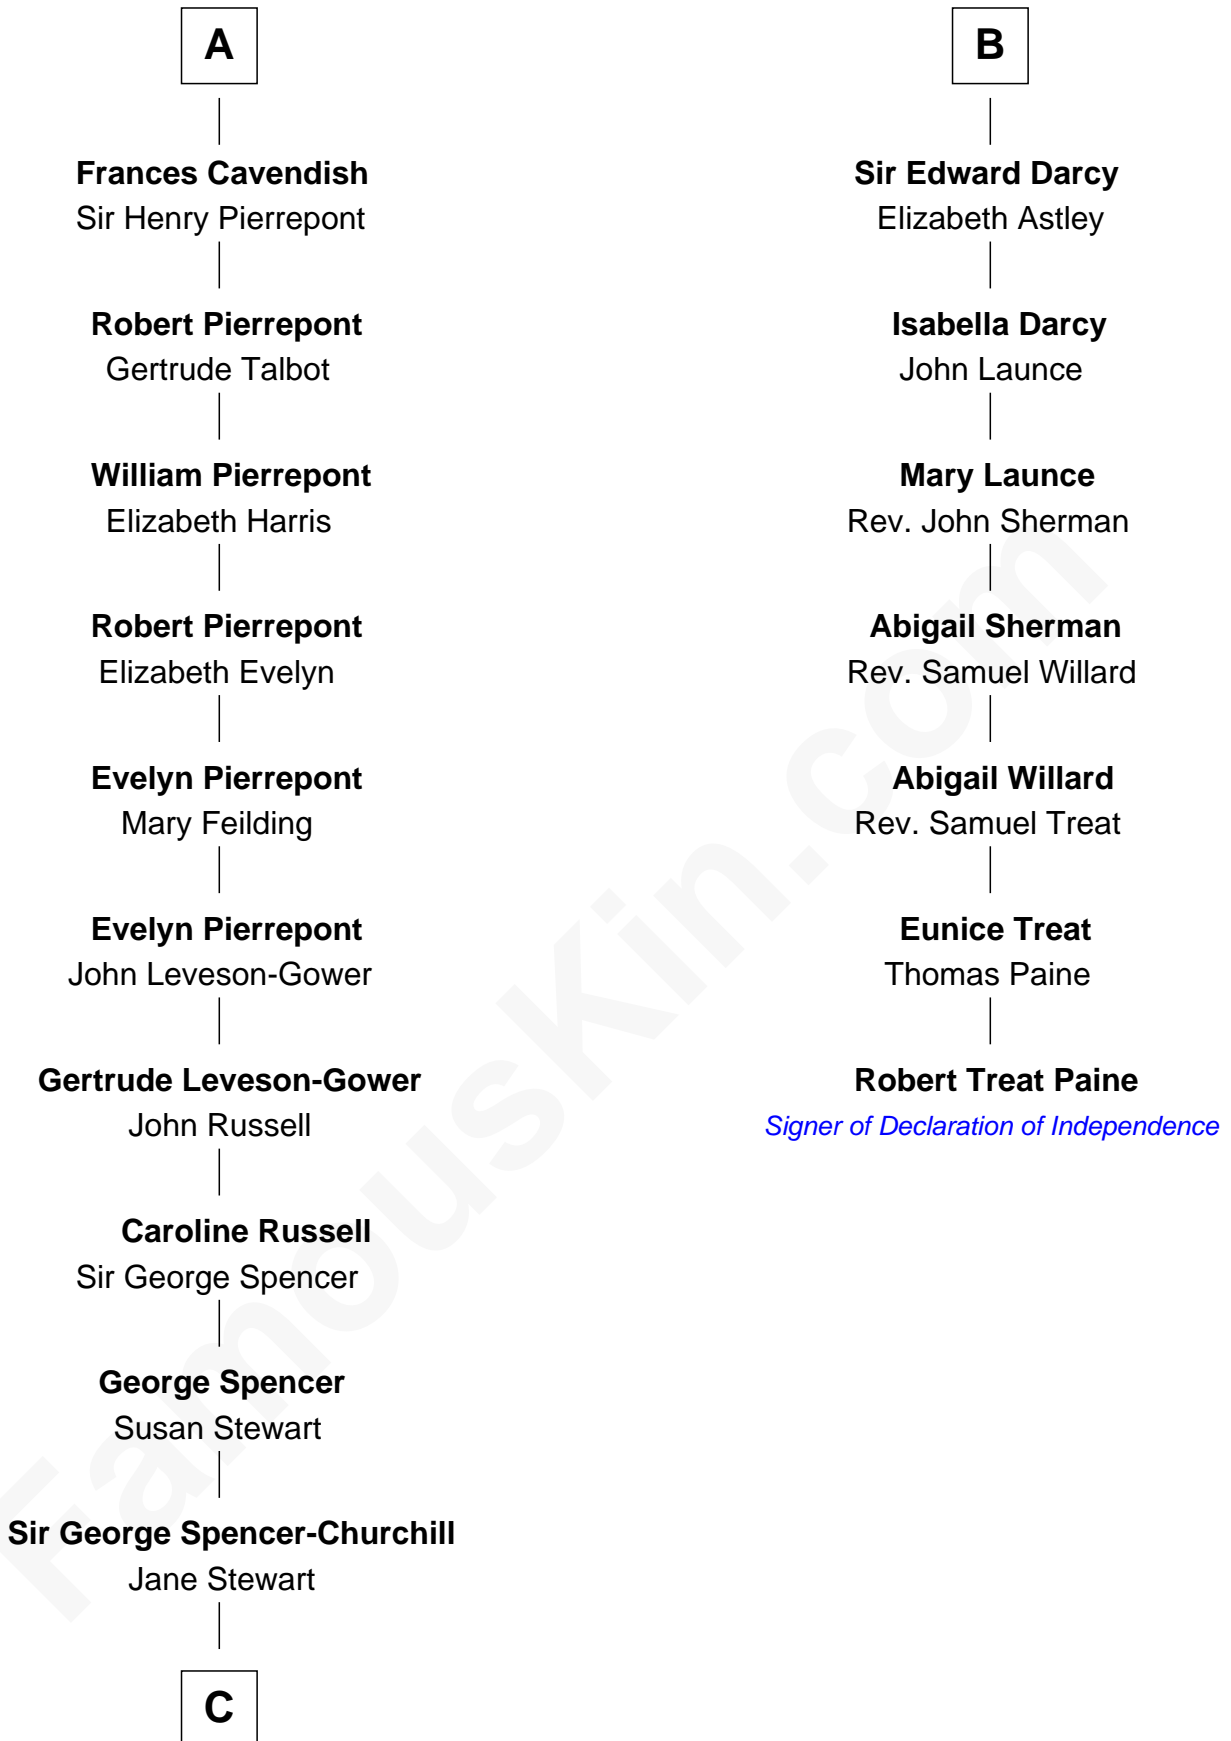 A
Frances Cavendish
Sir Henry Pierrepont
Robert Pierrepont
Gertrude Talbot
William Pierrepont
Elizabeth Harris
Robert Pierrepont
Elizabeth Evelyn
Evelyn Pierrepont
Mary Feilding
Evelyn Pierrepont
John Leveson-Gower
Gertrude Leveson-Gower
John Russell
Caroline Russell
Sir George Spencer
George Spencer
Susan Stewart
Sir George Spencer-Churchill
Jane Stewart
C
B
Sir Edward Darcy
Elizabeth Astley
Isabella Darcy
John Launce
Mary Launce
Rev. John Sherman
Abigail Sherman
Rev. Samuel Willard
Abigail Willard
Rev. Samuel Treat
Eunice Treat
Thomas Paine
Robert Treat Paine
Signer of Declaration of Independence
FamousKin.com